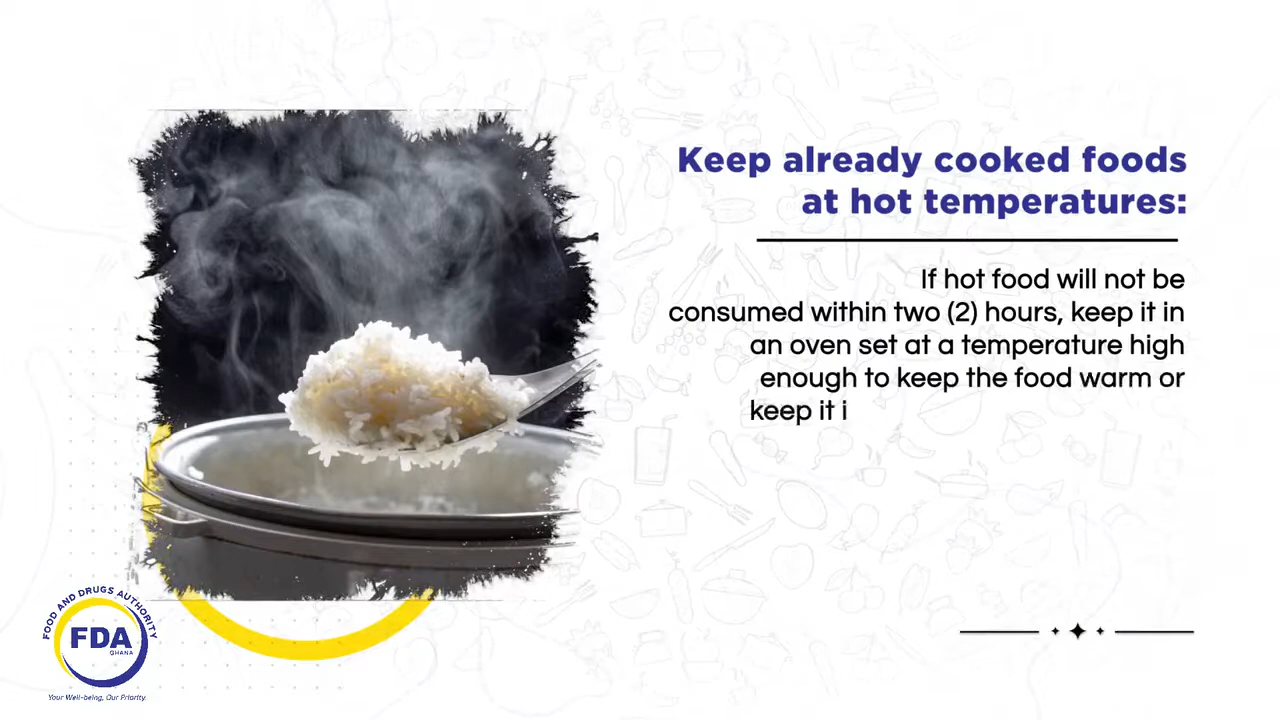 Keep already cooked foods
at hot temperatures:
If hot food will not be
consumed within two (2) hours, keep it in
an oven set at a temperature high
enough to keep the food warm or
keep it i
FOOD AND DRUGS AUTHORITY
FDA
GHANA
Your Well-being, Our Priority.